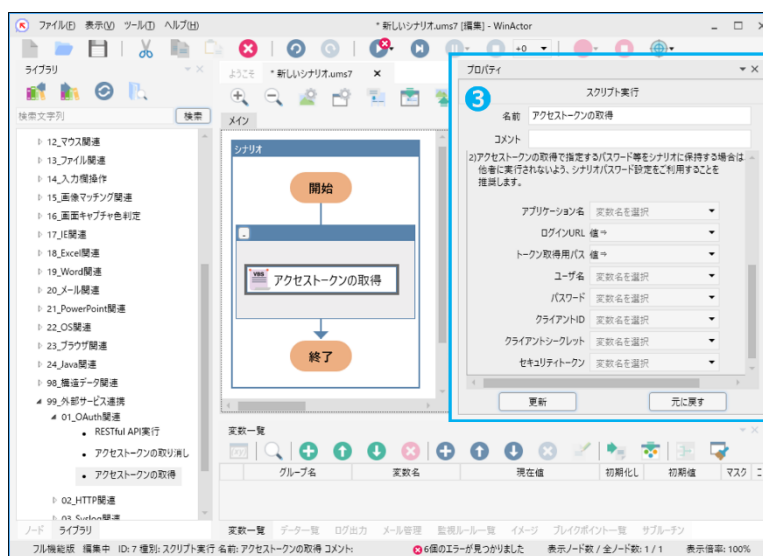 ファイル(F) 表示(V) ツール(T) ヘルプ(H)
* 新しいシナリオ.ums7 [編集] - WinActor
+0
ライブラリ
検索文字列
検索
12_マウス関連
13_ファイル関連
14_入力欄操作
15_画像マッチング関連
16_画面キャプチャ色判定
17_IE関連
18_Excel関連
19_Word関連
20_メール関連
21_PowerPoint関連
22_OS関連
23_ブラウザ関連
24_Java関連
98_構造データ関連
99_外部サービス連携
01_OAuth関連
RESTful API実行
アクセストークンの取り消し
アクセストークンの取得
02_HTTP関連
03_Syslog関連
ノード ライブラリ
ようこそ * 新しいシナリオ.ums7
メイン
シナリオ
開始
VBS アクセストークンの取得
終了
プロパティ
3
スクリプト実行
名前 アクセストークンの取得
コメント
2)アクセストークンの取得で指定するパスワード等をシナリオに保持する場合は
他者に実行されないよう、シナリオパスワード設定をご利用することを
推奨します。
アプリケーション名 変数名を選択
ログインURL 値⇒
トークン取得用パス 値⇒
ユーザ名 変数名を選択
パスワード 変数名を選択
クライアントID 変数名を選択
クライアントシークレット 変数名を選択
セキュリティトークン 変数名を選択
更新 元に戻す
変数一覧
グループ名 変数名 現在値 初期化し 初期値 マスク
変数一覧 データ一覧 ログ出力 メール管理 監視ルール一覧 イメージ ブレイクポイント一覧 サブルーチン
フル機能版 編集中 ID: 7 種別: スクリプト実行 名前: アクセストークンの取得 コメント:
6個のエラーが見つかりました 表示ノード数 / 全ノード数: 1 / 1 表示倍率: 100%